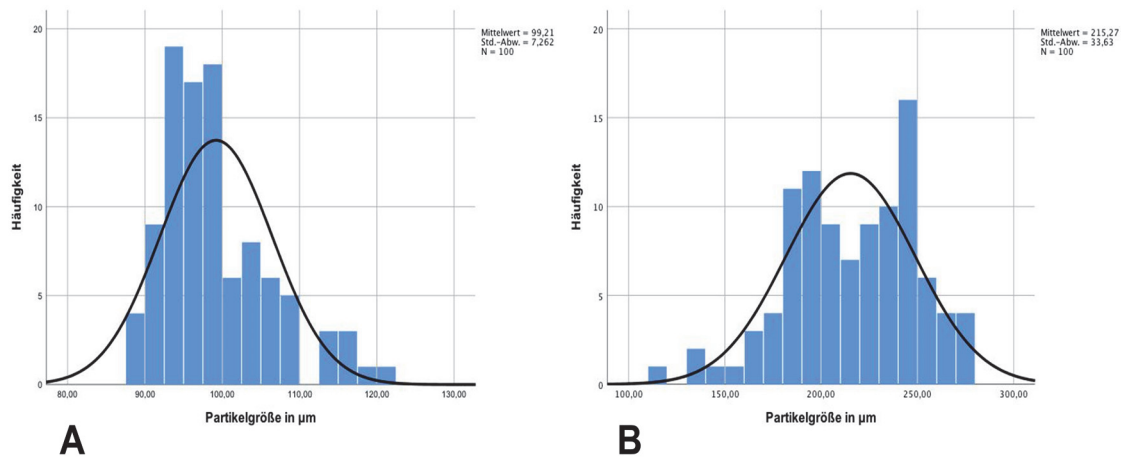 20
15
10
5
0
Häufigkeit
80,00 90,00 100,00 110,00 120,00 130,00
Partikelgröße in µm
Mittelwert = 99,21
Std.-Abw. = 7,262
N = 100
A
20
15
10
5
0
Häufigkeit
100,00 150,00 200,00 250,00 300,00
Partikelgröße in µm
Mittelwert = 215,27
Std.-Abw. = 33,63
N = 100
B